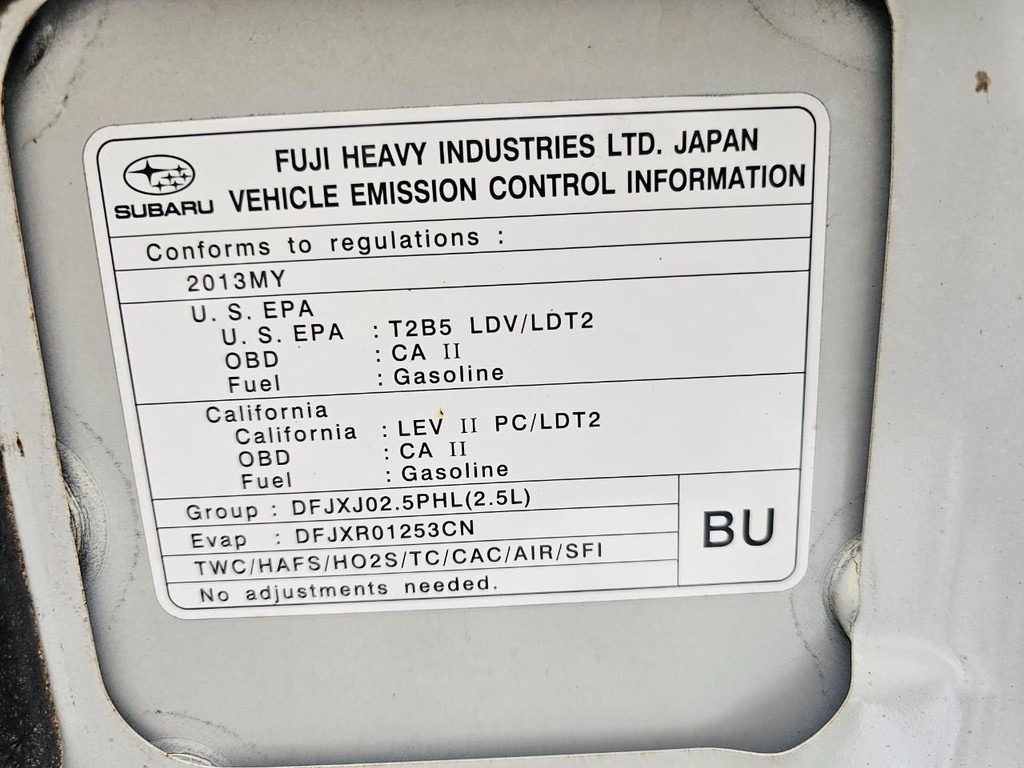 FUJI HEAVY INDUSTRIES LTD. JAPAN
SUBARU VEHICLE EMISSION CONTROL INFORMATION
Conforms to regulations :
2013MY
U. S. EPA
U. S. EPA : T2B5 LDV/LDT2
OBD : CA II
Fuel : Gasoline
California
California : LEV II PC/LDT2
OBD : CA II
Fuel : Gasoline
Group : DFJXJ02.5PHL(2.5L)
Evap : DFJXR01253CN
BU
TWC/HAFS/HO2S/TC/CAC/AIR/SFI
No adjustments needed.